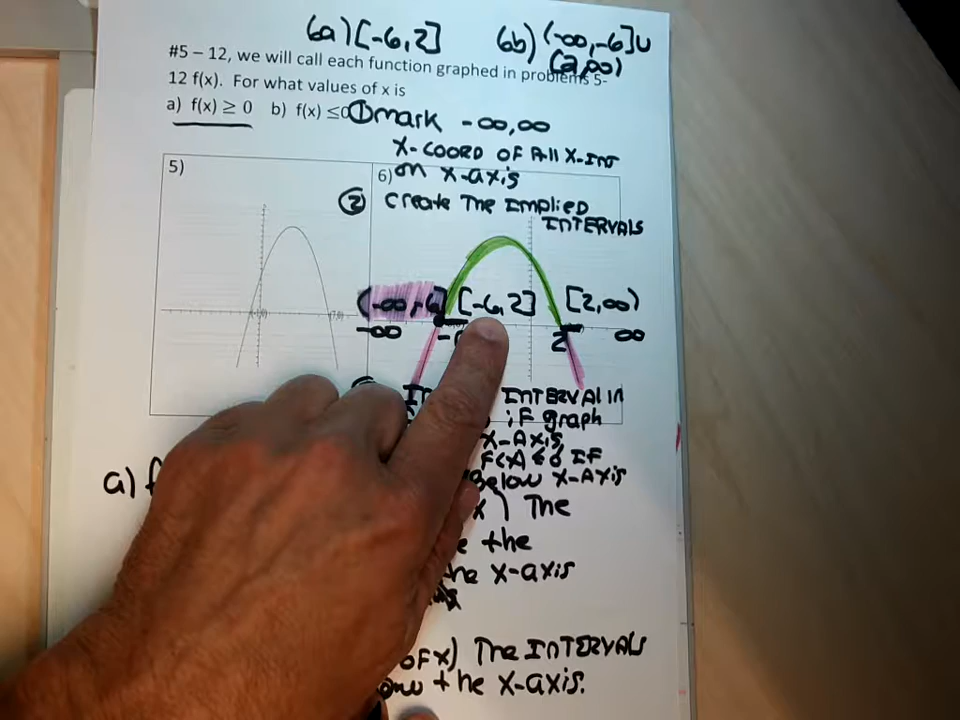 6a) [-6,2] 6b) (-∞,-6]∪
[2,∞)
#5 – 12, we will call each function graphed in problems 5-
12 f(x). For what values of x is
a) f(x) ≥ 0 b) f(x) ≤0 ① mark -∞,∞
X-COORD OF All X-Int
on X-axis
5)
6)
② Create The Implied
INTERVALS
(-∞,-6] [-6,2] [2,∞)
-∞ 2 ∞
INTERVAL in
if graph
X-Axis
F(x) ≤ 0 IF
Below X-Axis
a) f
x) The
the
the X-axis
of x) The INTERVALS
the X-axis.